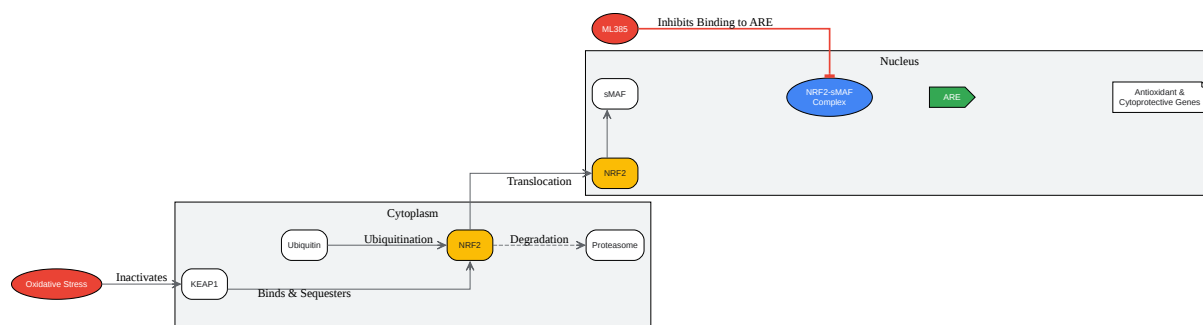 ML385
Inhibits Binding to ARE
Nucleus
sMAF
NRF2-sMAF
Complex
ARE
Antioxidant &
Cytoprotective Genes
NRF2
Translocation
Cytoplasm
Ubiquitin
Ubiquitination
NRF2
Degradation
Proteasome
Oxidative Stress
Inactivates
KEAP1
Binds & Sequesters